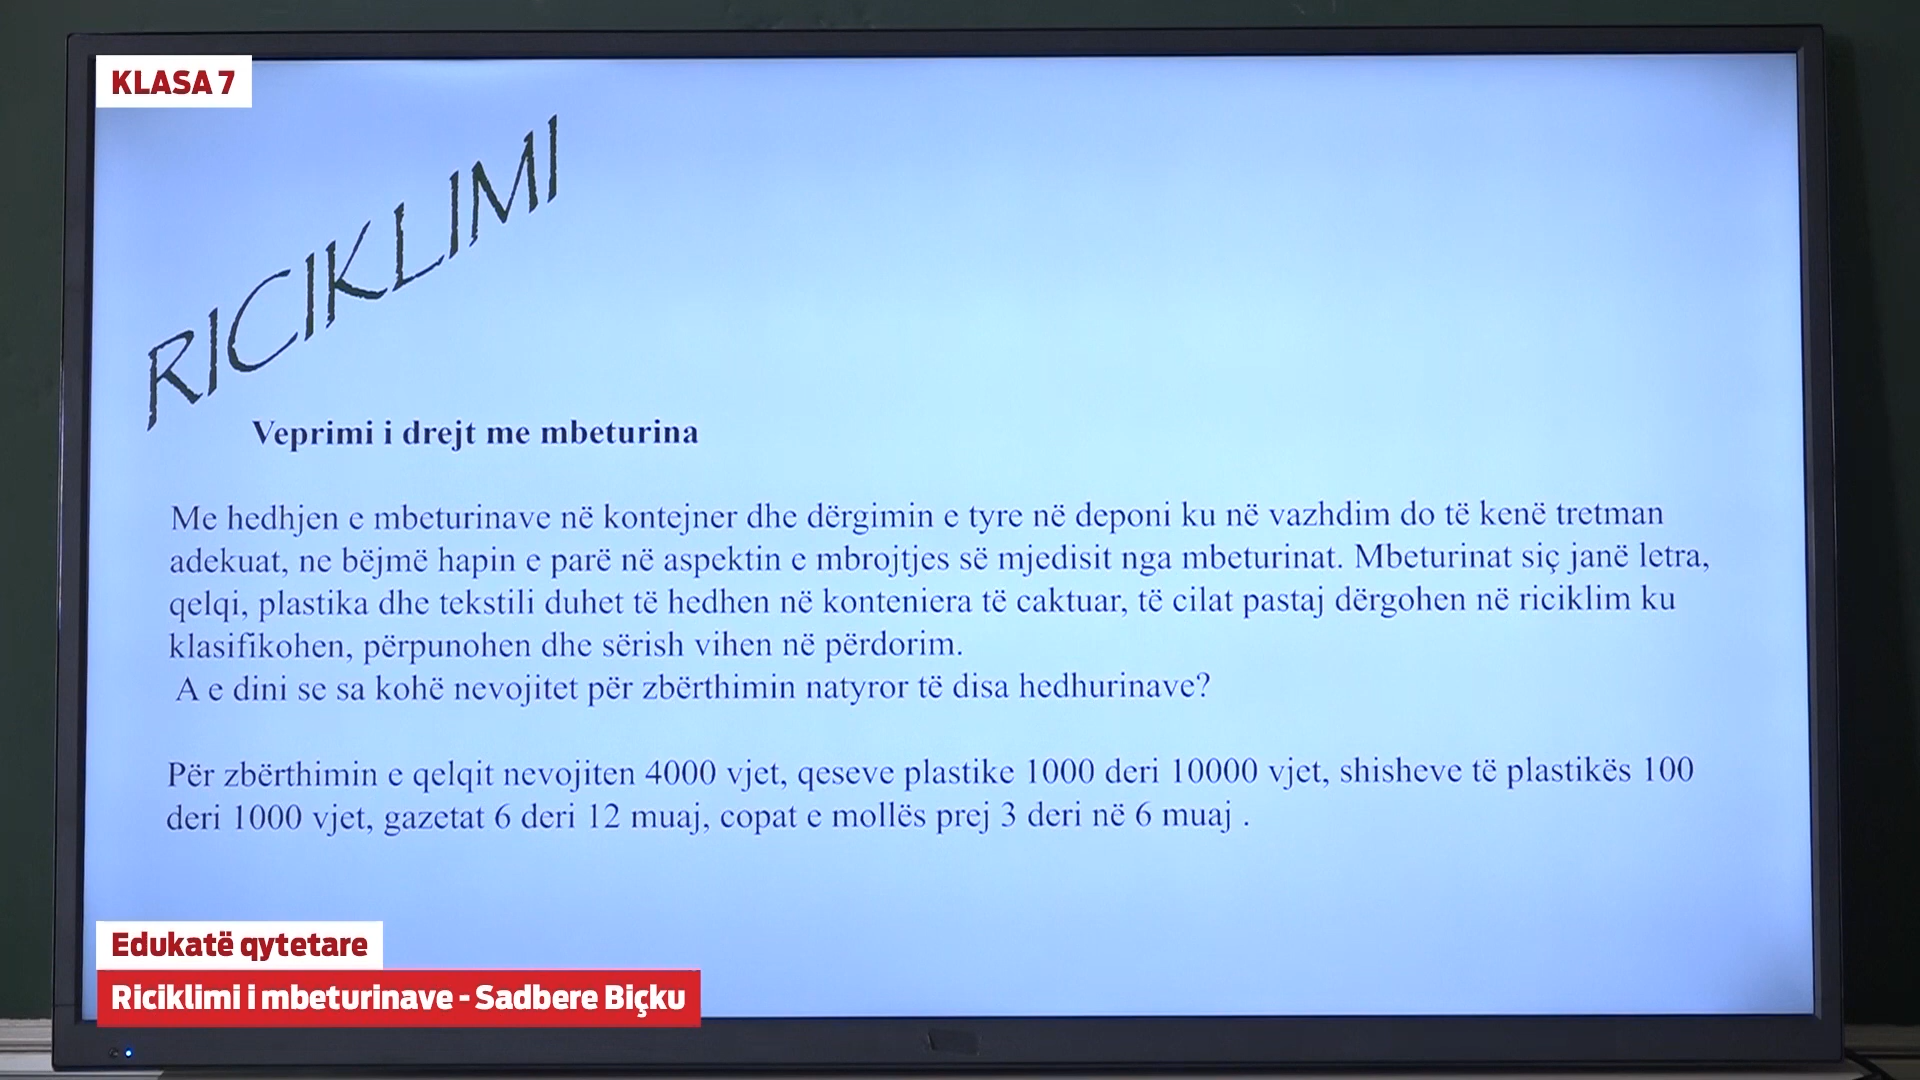 KLASA 7
RICIKLIMI
Veprimi i drejt me mbeturina
Me hedhjen e mbeturinave në kontejner dhe dërgimin e tyre në deponi ku në vazhdim do të kenë tretman
adekuat, ne bëjmë hapin e parë në aspektin e mbrojtjes së mjedisit nga mbeturinat. Mbeturinat siç janë letra,
qelqi, plastika dhe tekstili duhet të hedhen në konteniera të caktuar, të cilat pastaj dërgohen në riciklim ku
klasifikohen, përpunohen dhe sërish vihen në përdorim.
A e dini se sa kohë nevojitet për zbërthimin natyror të disa hedhurinave?
Për zbërthimin e qelqit nevojiten 4000 vjet, qeseve plastike 1000 deri 10000 vjet, shisheve të plastikës 100
deri 1000 vjet, gazetat 6 deri 12 muaj, copat e mollës prej 3 deri në 6 muaj .
Edukatë qytetare
Riciklimi i mbeturinave - Sadbere Biçku